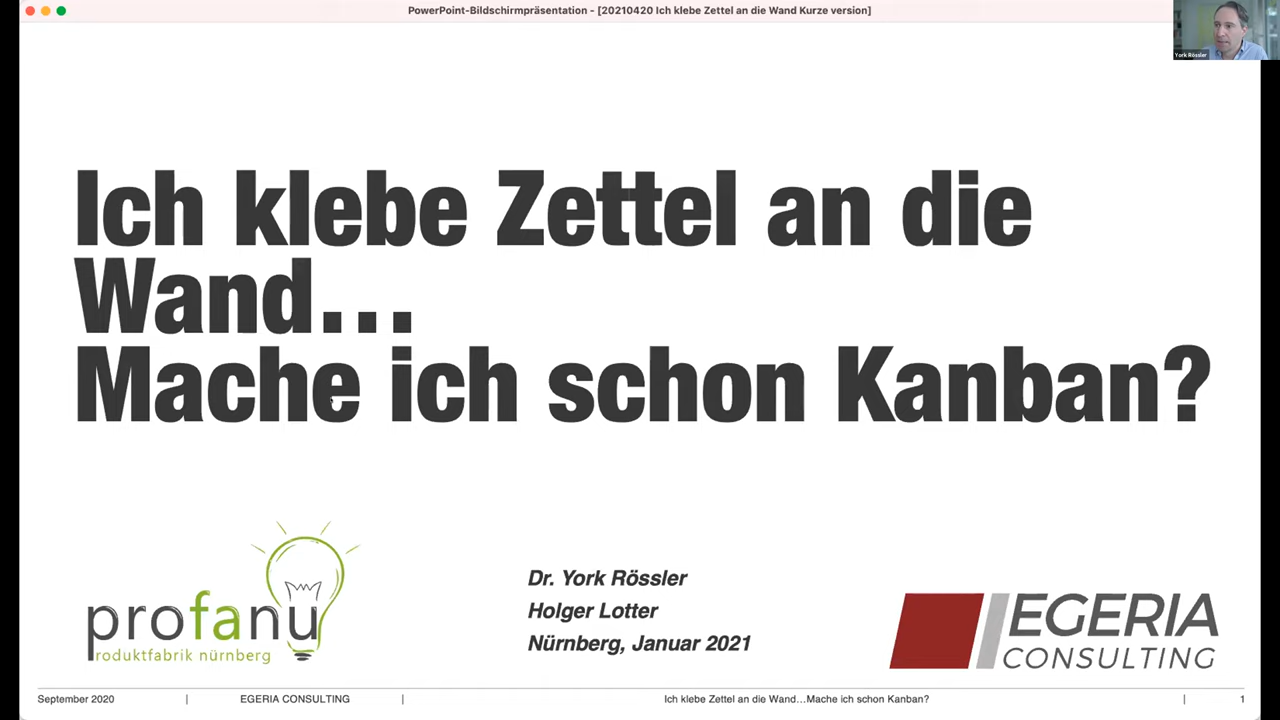 PowerPoint-Bildschirmpräsentation - [20210420 Ich klebe Zettel an die Wand Kurze version]
York Rössler
Ich klebe Zettel an die
Wand...
Mache ich schon Kanban?
profanu
roduktfabrik nürnberg
Dr. York Rössler
Holger Lotter
Nürnberg, Januar 2021
EGERIA
CONSULTING
September 2020 | EGERIA CONSULTING | Ich klebe Zettel an die Wand...Mache ich schon Kanban? | 1